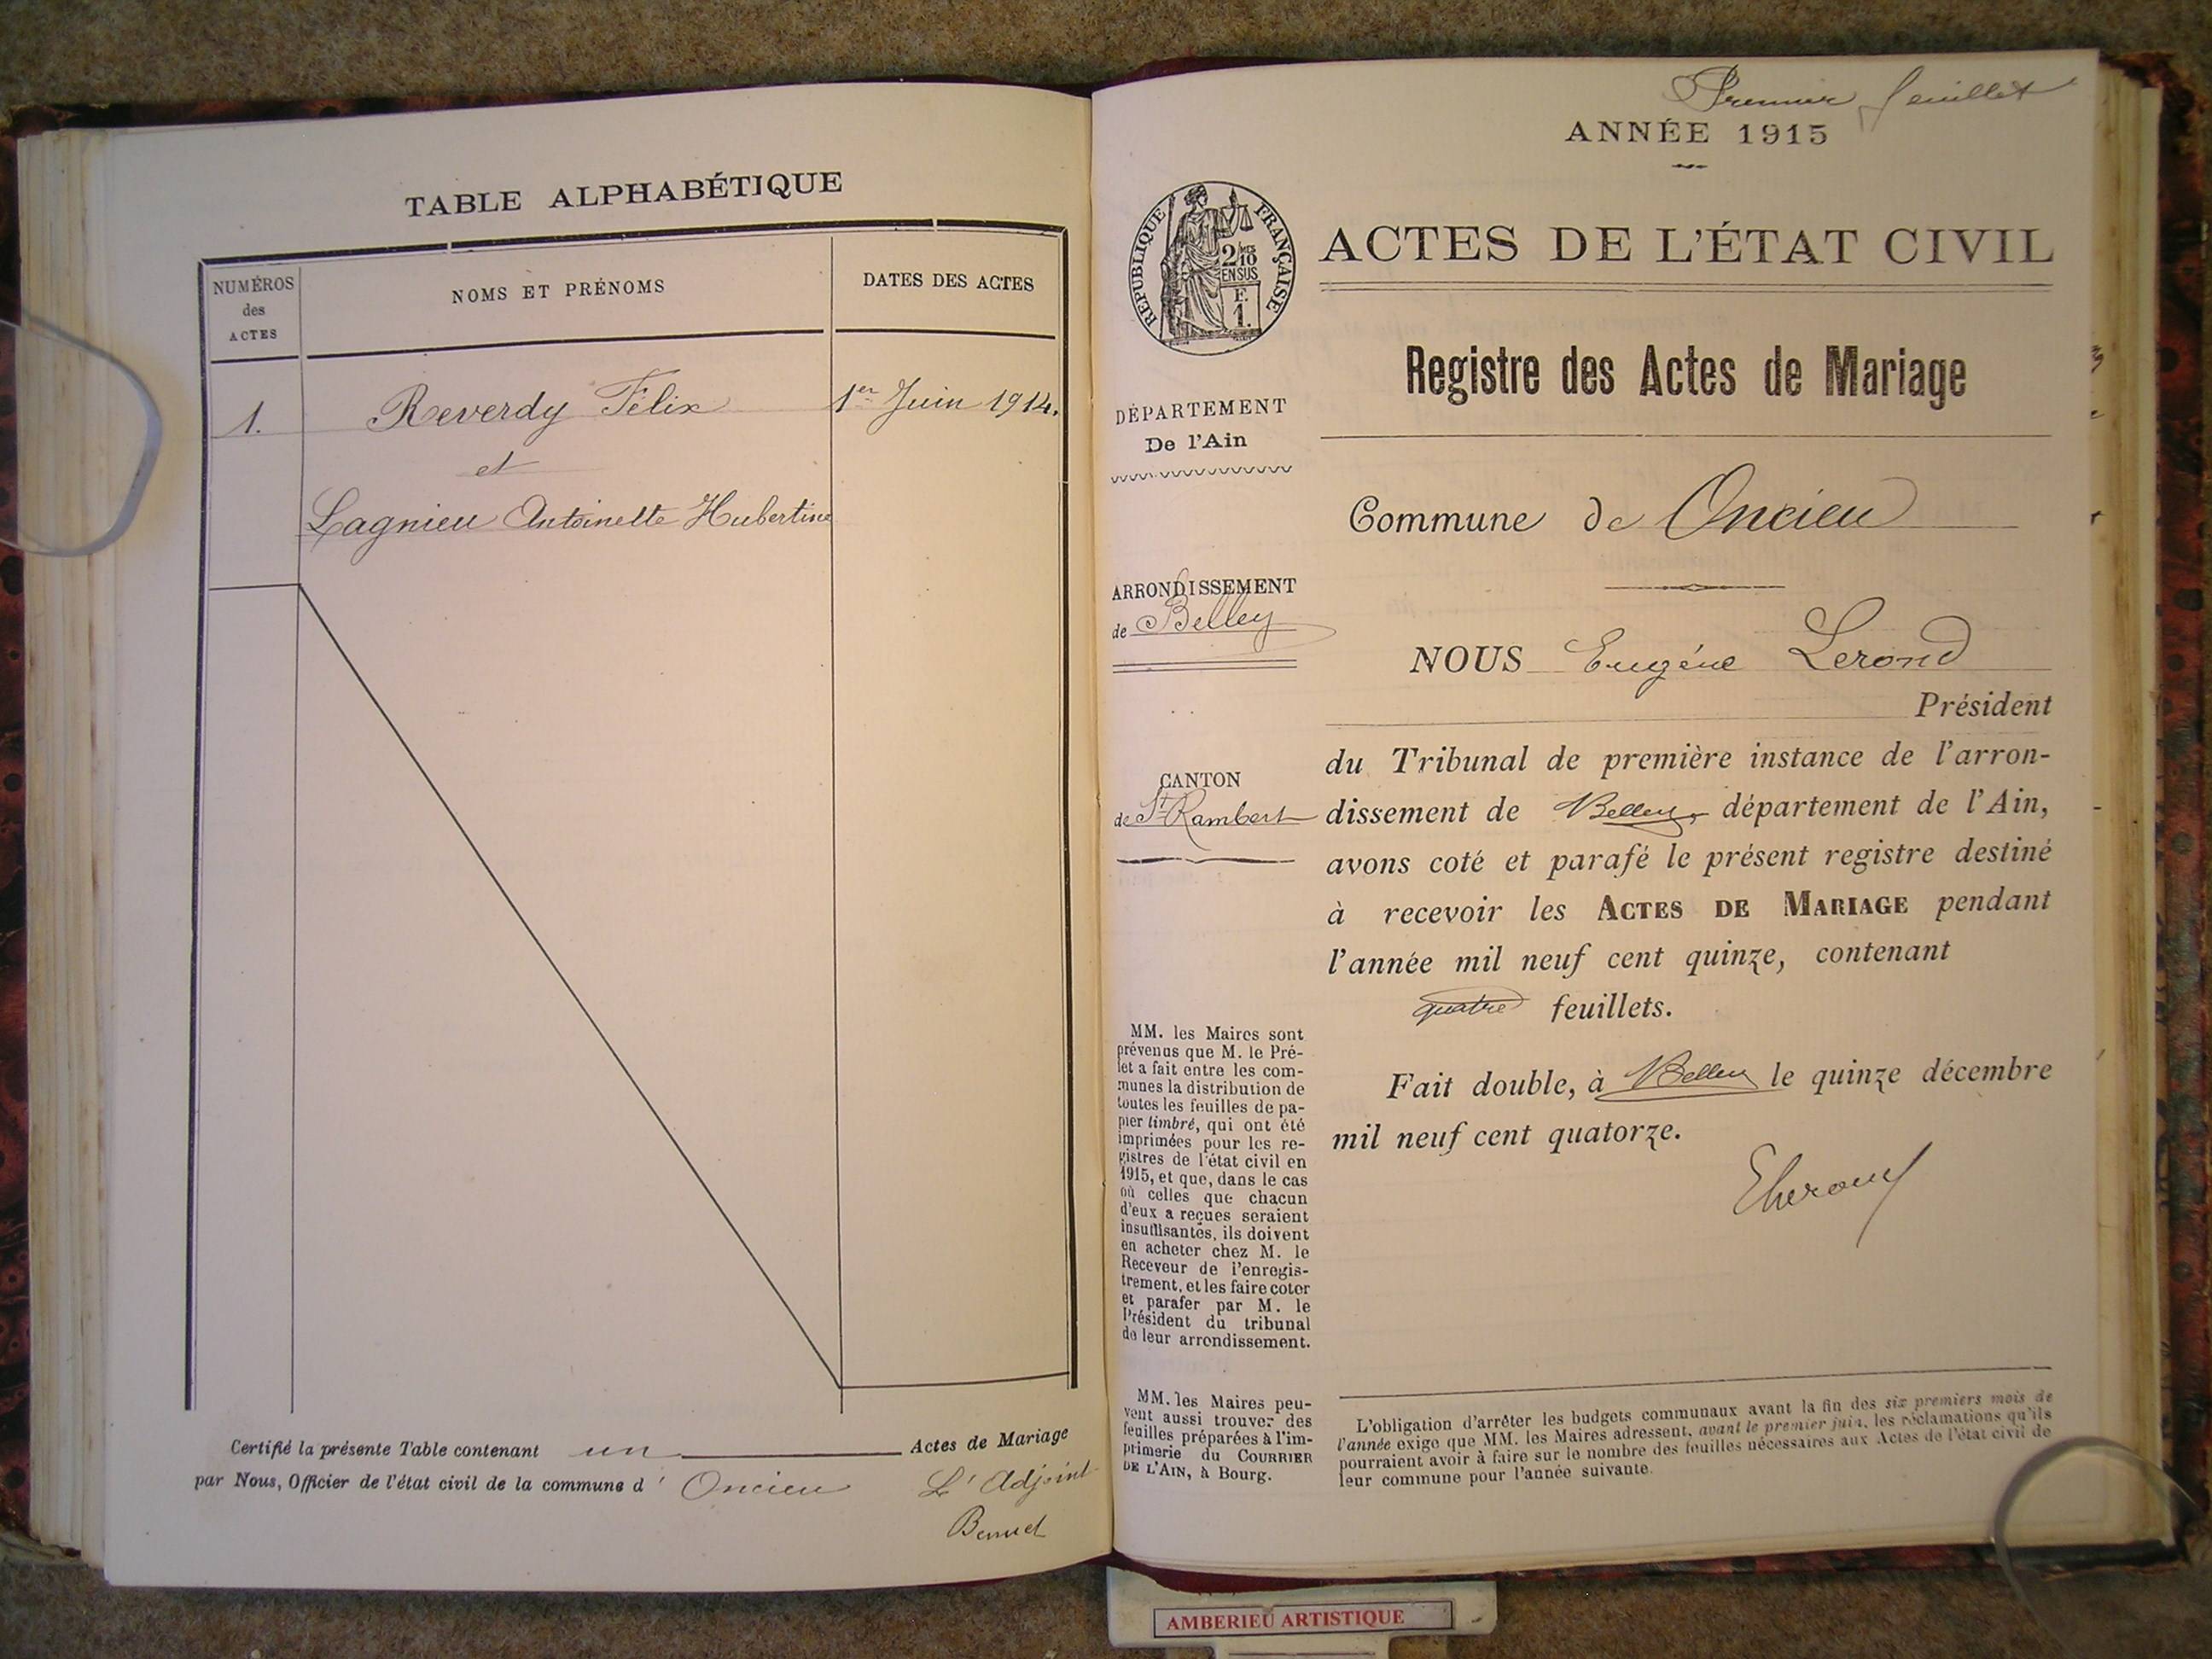 TABLE ALPHABÉTIQUE
NUMÉROS
des
ACTES
NOMS ET PRÉNOMS
DATES DES ACTES
1.
Reverdy Félix
1er Juin 1914.
et
Lagnieu Antoinette Hubertine
Certifié la présente Table contenant un Actes de Mariage
par Nous, Officier de l'état civil de la commune d' Oncieu L'Adjoint
Premier feuillet
ANNÉE 1915
RÉPUBLIQUE FRANÇAISE
2/10
EN SUS
F.
1.
ACTES DE L'ÉTAT CIVIL
Registre des Actes de Mariage
DÉPARTEMENT
De l'Ain
Commune de Oncieu
ARRONDISSEMENT
de Belley
NOUS Eugéne Lerond
Président
CANTON
de St Rambert
du Tribunal de première instance de l'arron-
dissement de Belley, département de l'Ain,
avons coté et parafé le présent registre destiné
à recevoir les ACTES DE MARIAGE pendant
l'année mil neuf cent quinze, contenant
quatre feuillets.
Fait double, à Belley le quinze décembre
mil neuf cent quatorze.
MM. les Maires sont
prévenus que M. le Pré-
fet a fait entre les com-
munes la distribution de
toutes les feuilles de pa-
pier timbré, qui ont été
imprimées pour les re-
gistres de l'état civil en
1915, et que, dans le cas
où celles que chacun
d'eux a reçues seraient
insuffisantes, ils doivent
en acheter chez M. le
Receveur de l'enregis-
trement, et les faire coter
et parafer par M. le
Président du tribunal
de leur arrondissement.
MM. les Maires peu-
vent aussi trouver des
feuilles préparées à l'im-
primerie du COURRIER
DE L'AIN, à Bourg.
L'obligation d'arrêter les budgets communaux avant la fin des six premiers mois de
l'année exige que MM. les Maires adressent, avant le premier juin, les réclamations qu'ils
pourraient avoir à faire sur le nombre des feuilles nécessaires aux Actes de l'état civil de
leur commune pour l'année suivante.
AMBERIEU ARTISTIQUE